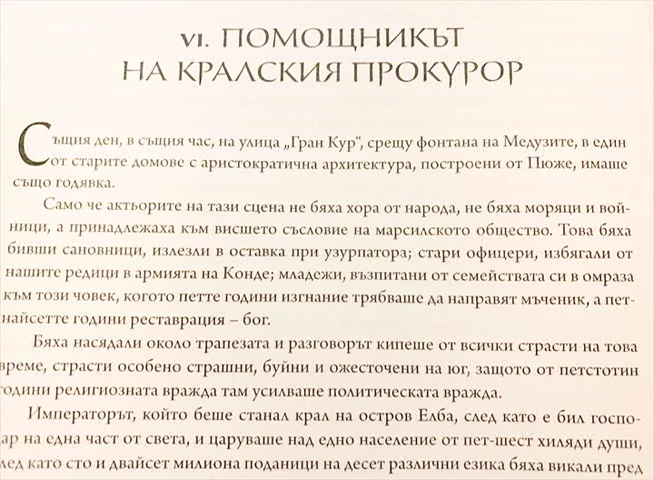 VI. ПОМОЩНИКЪТ
НА КРАЛСКИЯ ПРОКУРОР
Същия ден, в същия час, на улица „Гран Кур“, срещу фонтана на Медузите, в един
от старите домове с аристократична архитектура, построени от Пюже, имаше
също годявка.
Само че актьорите на тази сцена не бяха хора от народа, не бяха моряци и вой-
ници, а принадлежаха към висшето съсловие на марсилското общество. Това бяха
бивши сановници, излезли в оставка при узурпатора; стари офицери, избягали от
нашите редици в армията на Конде; младежи, възпитани от семействата си в омраза
към този човек, когото петте години изгнание трябваше да направят мъченик, а пет-
найсетте години реставрация – бог.
Бяха насядали около трапезата и разговорът кипеше от всички страсти на това
време, страсти особено страшни, буйни и ожесточени на юг, защото от петстотин
години религиозната вражда там усилваше политическата вражда.
Императорът, който беше станал крал на остров Елба, след като е бил госпо-
ар на една част от света, и царуваше над едно население от пет-шест хиляди души,
лед като сто и двайсет милиона поданици на десет различни езика бяха викали пред